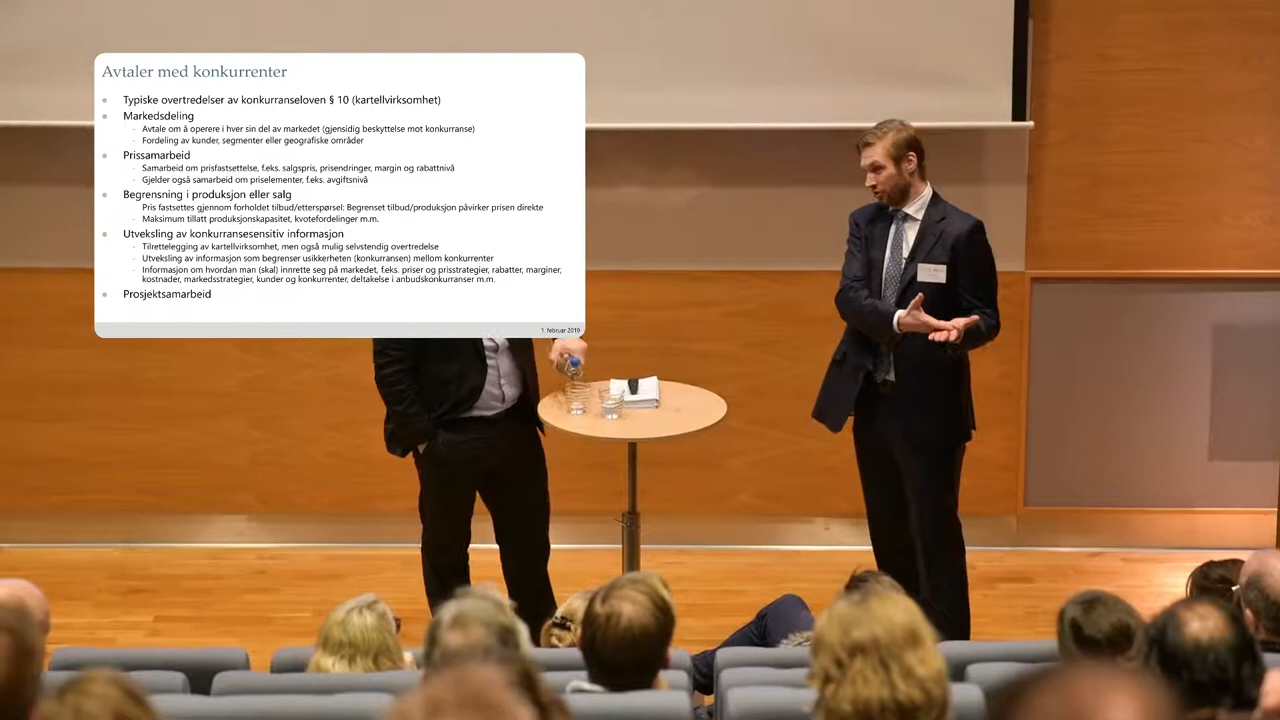 Avtaler med konkurrenter
Typiske overtredelser av konkurranseloven § 10 (kartellvirksomhet)
Markedsdeling
Avtale om å operere i hver sin del av markedet (gjensidig beskyttelse mot konkurranse)
Fordeling av kunder, segmenter eller geografiske områder
Prissamarbeid
Samarbeid om prisfastsettelse, f.eks. salgspris, prisendringer, margin og rabattnivå
Gjelder også samarbeid om priselementer, f.eks. avgiftsnivå
Begrensning i produksjon eller salg
Pris fastsettes gjennom forholdet tilbud/etterspørsel: Begrenset tilbud/produksjon påvirker prisen direkte
Maksimum tillatt produksjonskapasitet, kvotefordelinger m.m.
Utveksling av konkurransesensitiv informasjon
Tilrettelegging av kartellvirksomhet, men også mulig selvstendig overtredelse
Utveksling av informasjon som begrenser usikkerheten (konkurransen) mellom konkurrenter
Informasjon om hvordan man (skal) innrette seg på markedet, f.eks. priser og prisstrategier, rabatter, marginer,
kostnader, markedsstrategier, kunder og konkurrenter, deltakelse i anbudskonkurranser m.m.
Prosjektsamarbeid
1. februar 2019